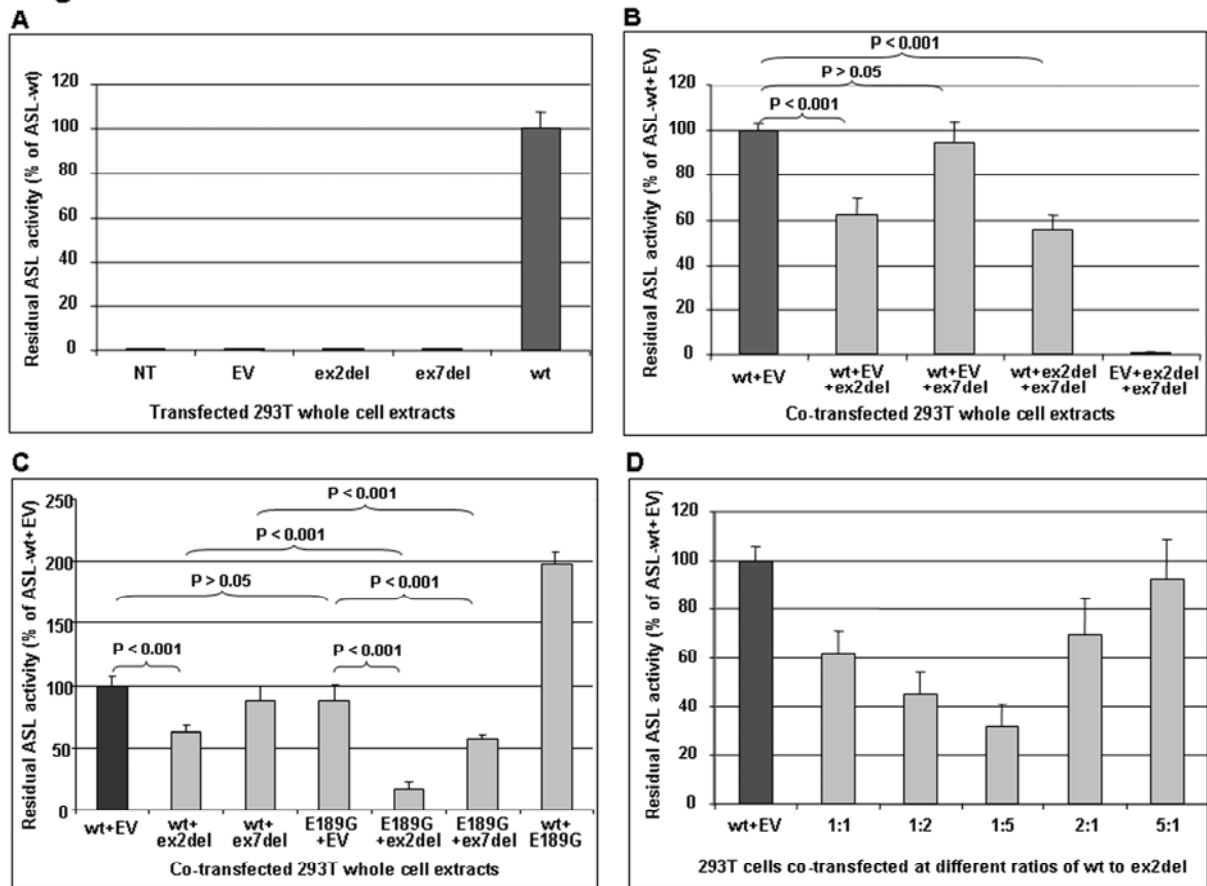 A
Residual ASL activity (% of ASL-wt)
120
100
80
60
40
20
0
NT EV ex2del ex7del wt
Transfected 293T whole cell extracts
B
Residual ASL activity (% of ASL-wt+EV)
P < 0.001
P > 0.05
P < 0.001
120
100
80
60
40
20
0
wt+EV wt+EV wt+EV wt+ex2del EV+ex2del
+ex2del +ex7del +ex7del +ex7del
Co-transfected 293T whole cell extracts
C
Residual ASL activity (% of ASL-wt+EV)
250
200
150
100
50
0
P < 0.001
P < 0.001
P > 0.05 P < 0.001
P < 0.001 P < 0.001
wt+EV wt+ wt+ E189G E189G E189G wt+
ex2del ex7del +EV +ex2del +ex7del E189G
Co-transfected 293T whole cell extracts
D
Residual ASL activity (% of ASL-wt+EV)
120
100
80
60
40
20
0
wt+EV 1:1 1:2 1:5 2:1 5:1
293T cells co-transfected at different ratios of wt to ex2del